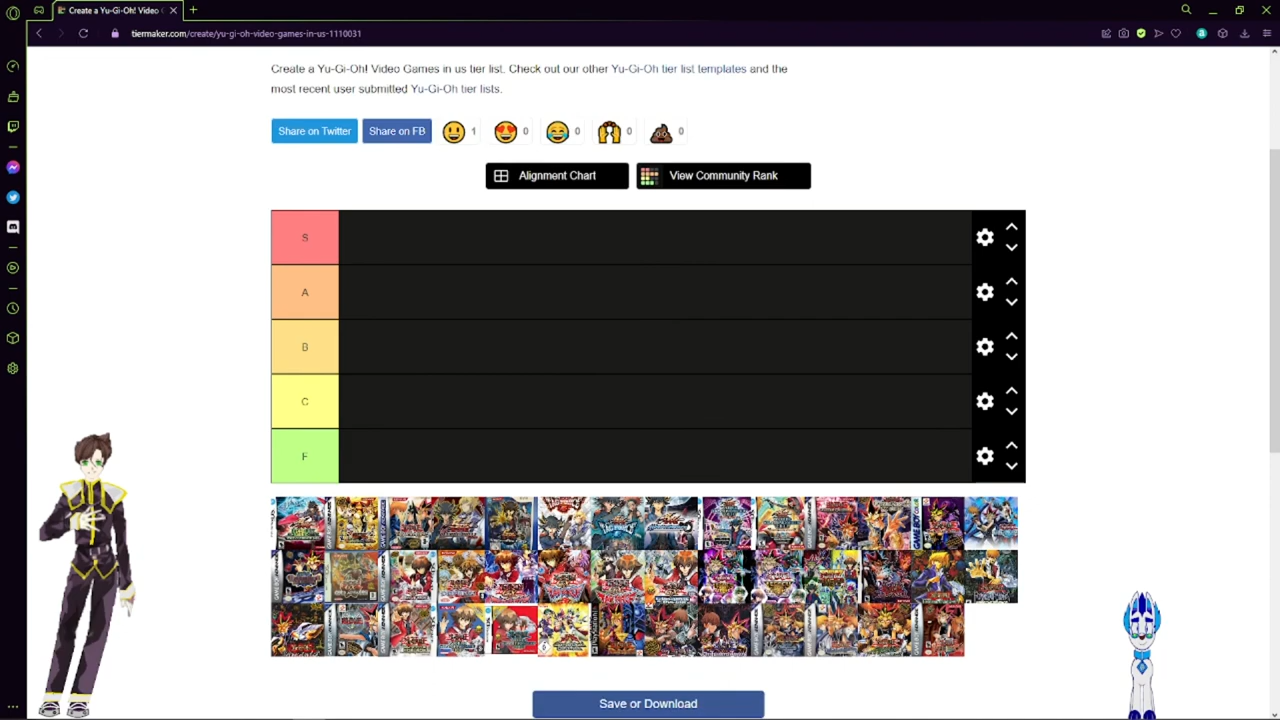 Create a Yu-Gi-Oh! Video
tiermaker.com/create/yu-gi-oh-video-games-in-us-1110031
Create a Yu-Gi-Oh! Video Games in us tier list. Check out our other Yu-Gi-Oh tier list templates and the
most recent user submitted Yu-Gi-Oh tier lists.
Share on Twitter
Share on FB
1
0
0
0
0
Alignment Chart
View Community Rank
S
A
B
C
F
Save or Download